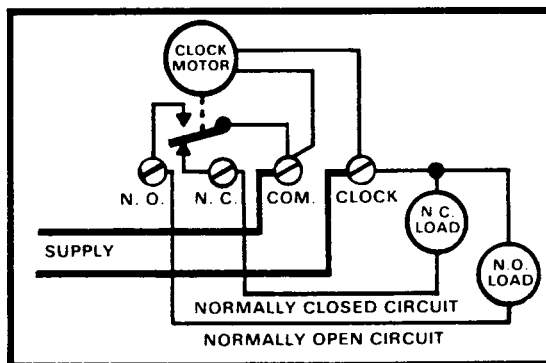 CLOCK
MOTOR
N. O.
N. C.
COM.
CLOCK
N C.
LOAD
SUPPLY
N.O.
LOAD
NORMALLY CLOSED CIRCUIT
NORMALLY OPEN CIRCUIT